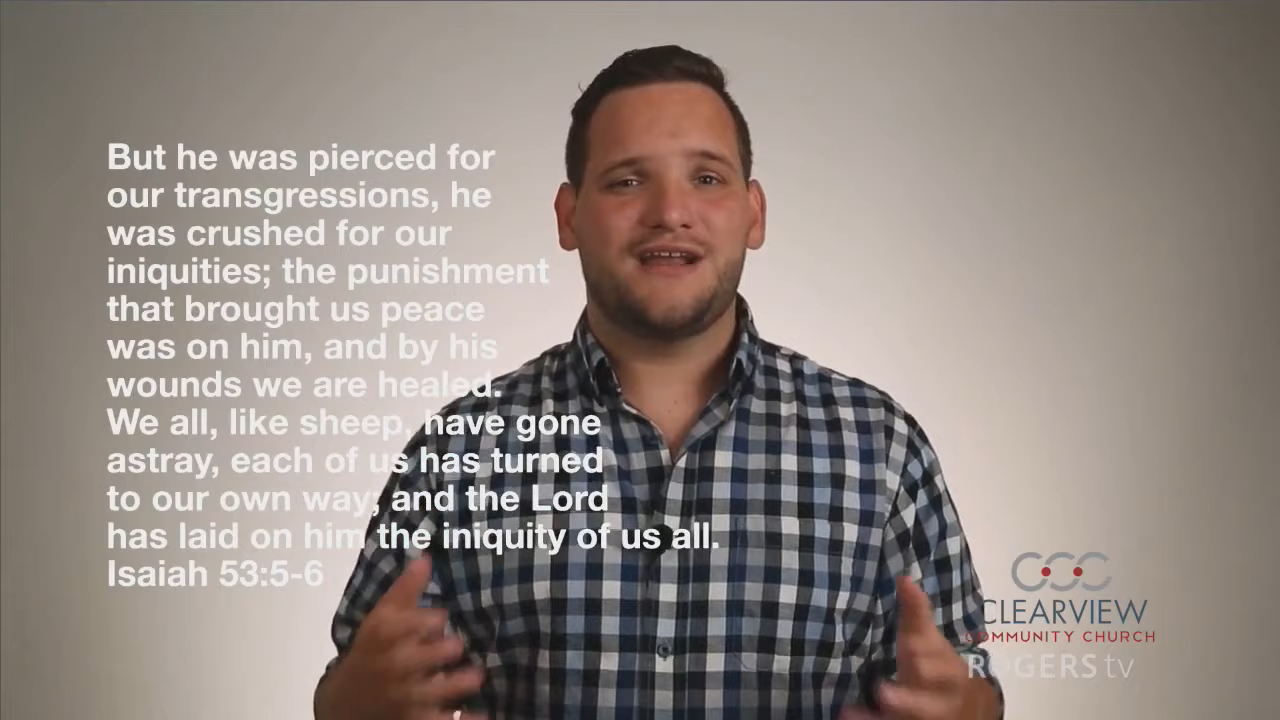 But he was pierced for
our transgressions, he
was crushed for our
iniquities; the punishment
that brought us peace
was on him, and by his
wounds we are healed.
We all, like sheep, have gone
astray, each of us has turned
to our own way; and the Lord
has laid on him the iniquity of us all.
Isaiah 53:5-6
CLEARVIEW
COMMUNITY CHURCH
ROGERS tv